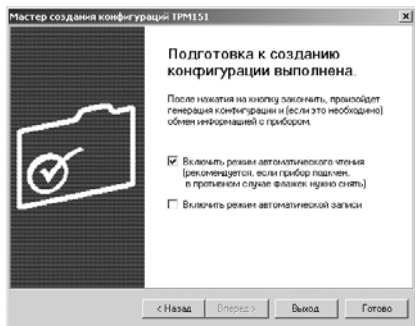 Мастер создания конфигураций ТРМ151
Подготовка к созданию
конфигурации выполнена.
После нажатия на кнопку закончить, произойдет
генерация конфигурации и (если это необходимо)
обмен информацией с прибором.
Включить режим автоматического чтения
(рекомендуется, если прибор подключен,
в противном случае флажек нужно снять)
Включить режим автоматической записи
< Назад
Вперед >
Выход
Готово